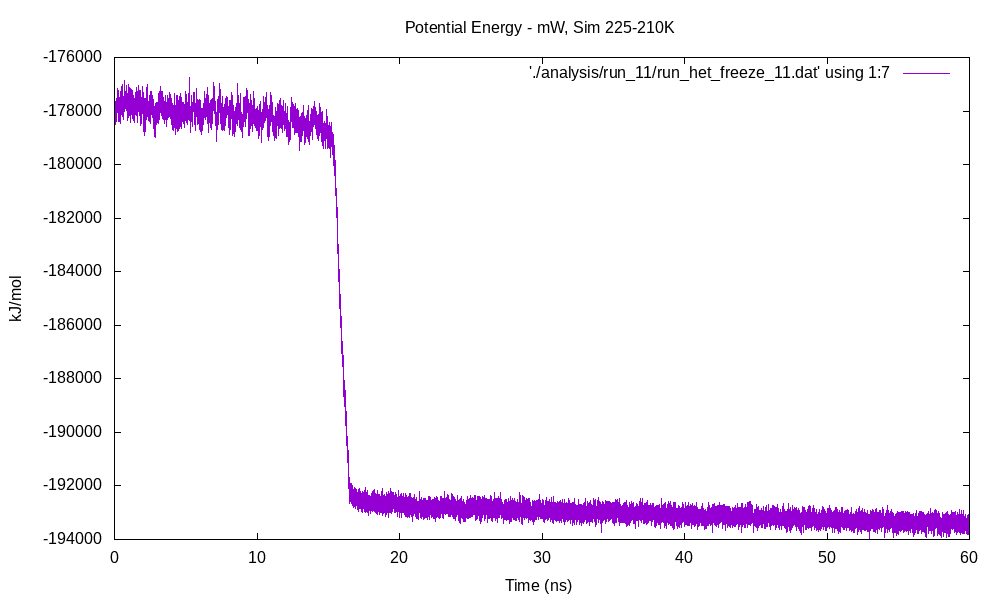 Potential Energy - mW, Sim 225-210K
'./analysis/run_11/run_het_freeze_11.dat' using 1:7
-176000
-178000
-180000
-182000
-184000
-186000
-188000
-190000
-192000
-194000
kJ/mol
0 10 20 30 40 50 60
Time (ns)